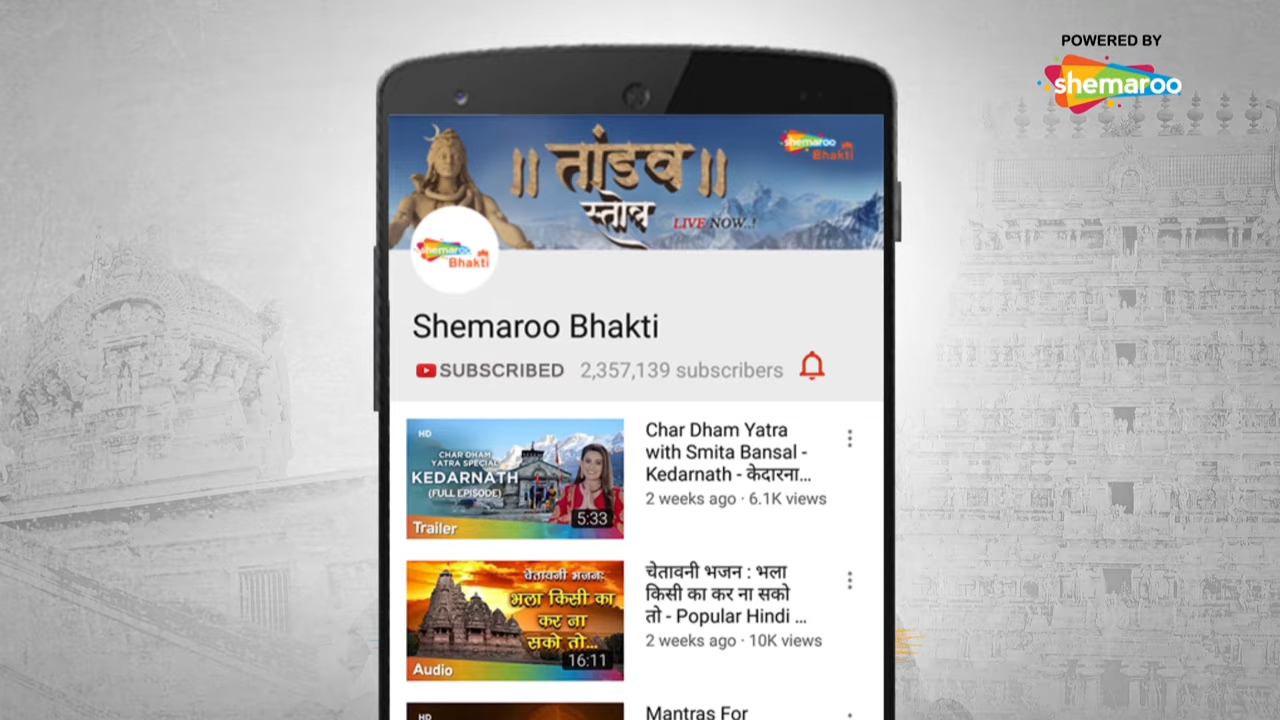 POWERED BY
shemaroo
|| तांडव ||
स्तोत्र
LIVE NOW..!
shemaroo
Bhakti
shemaroo
Bhakti
Shemaroo Bhakti
SUBSCRIBED 2,357,139 subscribers
HD
CHAR DHAM
YATRA SPECIAL
KEDARNATH
(FULL EPISODE)
5:33
Trailer
Char Dham Yatra
with Smita Bansal -
Kedarnath - केदारना...
2 weeks ago · 6.1K views
चेतावनी भजन:
भला किसी का
कर ना
सको तो...
16:11
Audio
चेतावनी भजन : भला
किसी का कर ना सको
तो - Popular Hindi ...
2 weeks ago · 10K views
HD
Mantras For